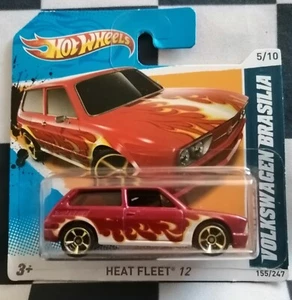 Hot Wheels
5/10
VOLKSWAGEN BRASILIA
3+
HEAT FLEET 12
155/247